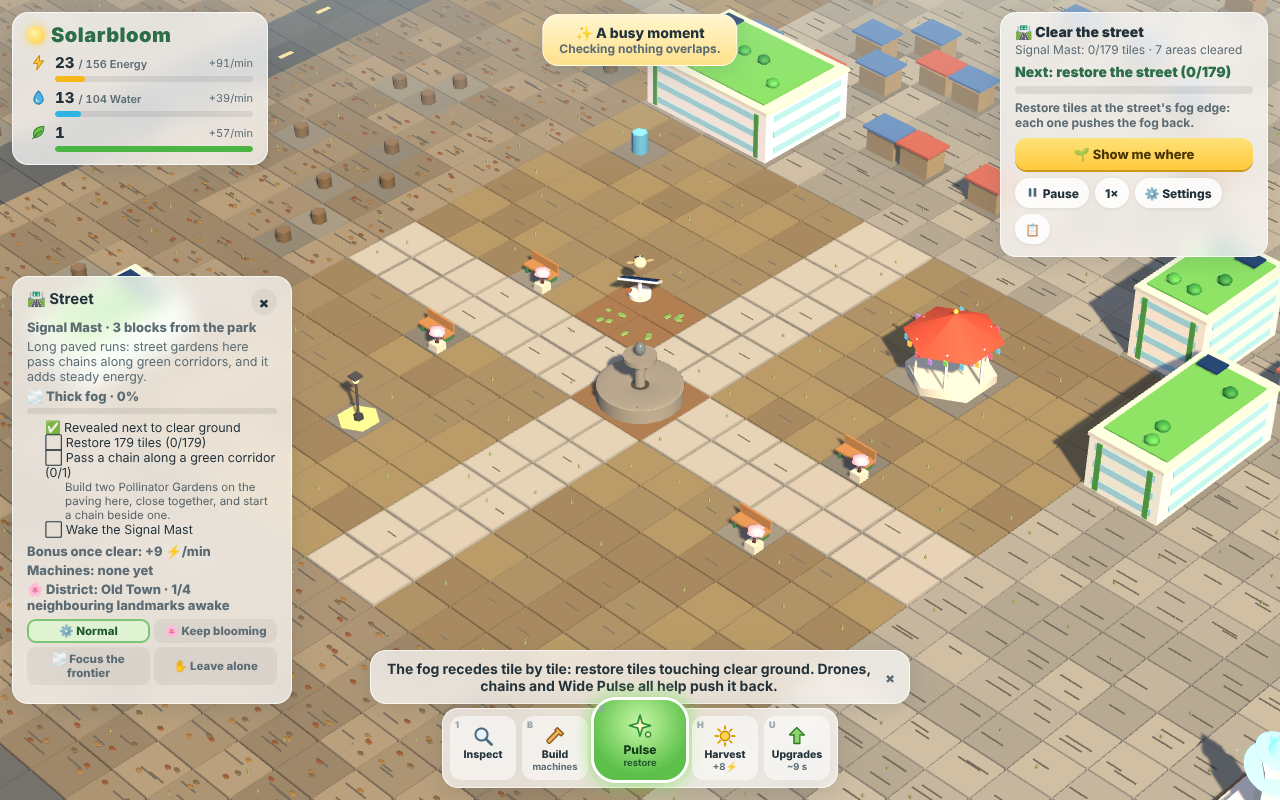 Solarbloom
23 / 156 Energy +91/min
13 / 104 Water +39/min
1 +57/min
✨ A busy moment
Checking nothing overlaps.
Clear the street
Signal Mast: 0/179 tiles · 7 areas cleared
Next: restore the street (0/179)
Restore tiles at the street's fog edge:
each one pushes the fog back.
Show me where
Pause
1×
Settings
Street
×
Signal Mast · 3 blocks from the park
Long paved runs: street gardens here
pass chains along green corridors, and it
adds steady energy.
Thick fog · 0%
Revealed next to clear ground
Restore 179 tiles (0/179)
Pass a chain along a green corridor
(0/1)
Build two Pollinator Gardens on the
paving here, close together, and start
a chain beside one.
Wake the Signal Mast
Bonus once clear: +9 ⚡/min
Machines: none yet
District: Old Town · 1/4
neighbouring landmarks awake
Normal
Keep blooming
Focus the
frontier
Leave alone
The fog recedes tile by tile: restore tiles touching clear ground. Drones,
chains and Wide Pulse all help push it back.
×
1
Inspect
B
Build
machines
Pulse
restore
H
Harvest
+8⚡
U
Upgrades
~9 s